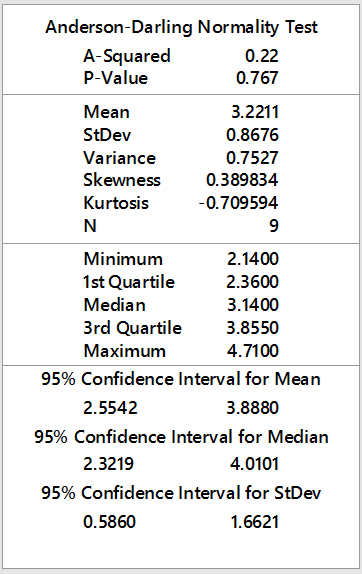 Anderson-Darling Normality Test
A-Squared 0.22
P-Value 0.767
Mean 3.2211
StDev 0.8676
Variance 0.7527
Skewness 0.389834
Kurtosis -0.709594
N 9
Minimum 2.1400
1st Quartile 2.3600
Median 3.1400
3rd Quartile 3.8550
Maximum 4.7100
95% Confidence Interval for Mean
2.5542 3.8880
95% Confidence Interval for Median
2.3219 4.0101
95% Confidence Interval for StDev
0.5860 1.6621